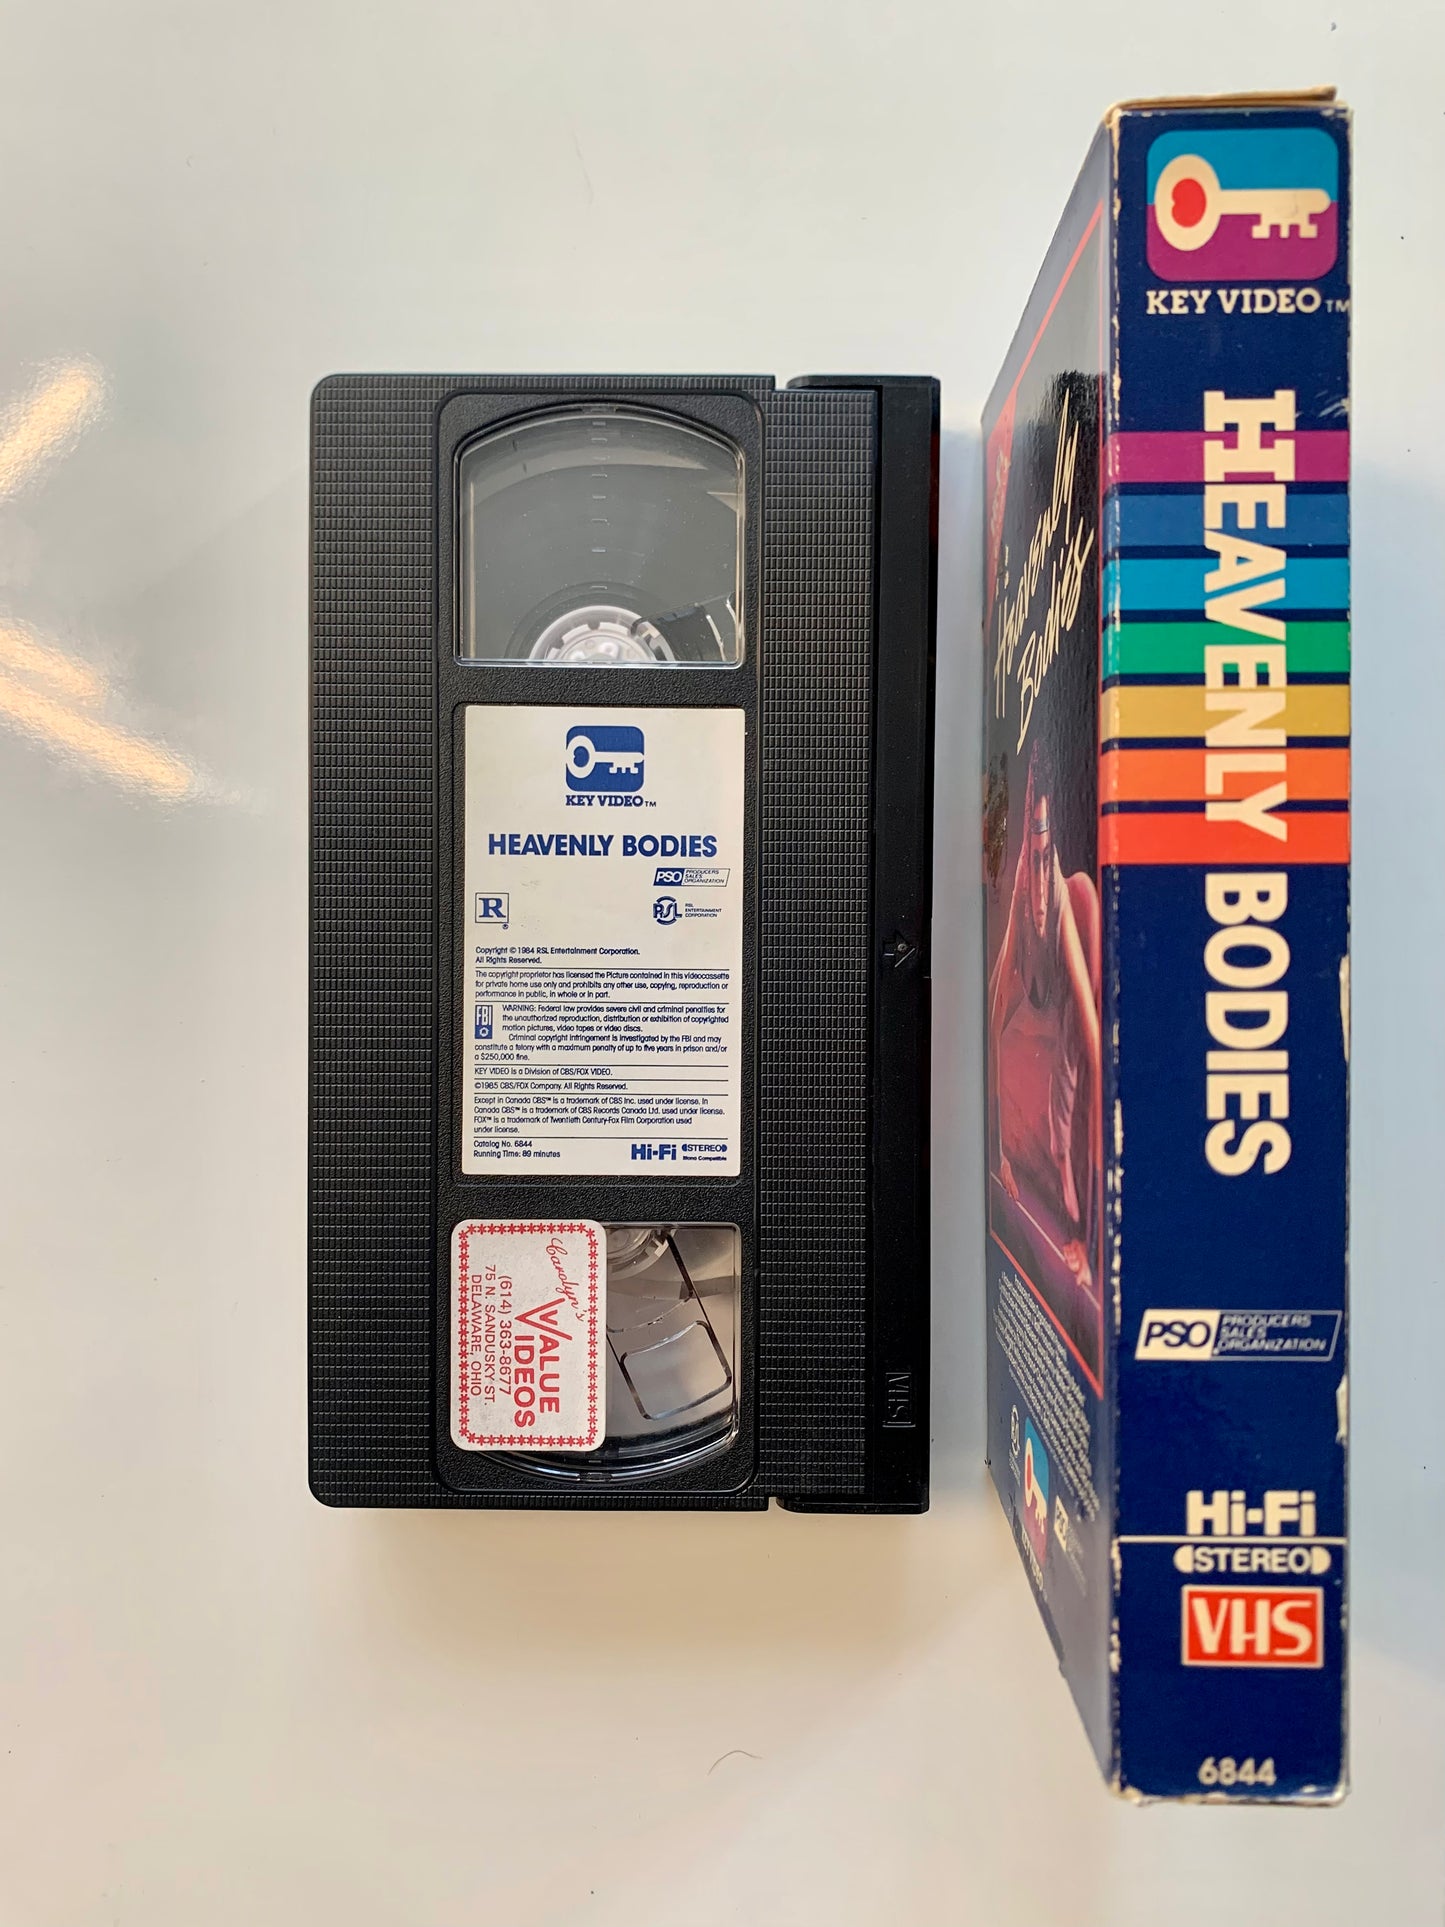 KEY VIDEO™
HEAVENLY BODIES
PSO PRODUCERS
SALES
ORGANIZATION
R
®
RSL RSL
ENTERTAINMENT
CORPORATION
Copyright © 1984 RSL Entertainment Corporation.
All Rights Reserved.
The copyright proprietor has licensed the Picture contained in this videocassette
for private home use only and prohibits any other use, copying, reproduction or
performance in public, in whole or in part.
FBI
WARNING: Federal law provides severe civil and criminal penalties for
the unauthorized reproduction, distribution or exhibition of copyrighted
motion pictures, video tapes or video discs.
Criminal copyright infringement is investigated by the FBI and may
constitute a felony with a maximum penalty of up to five years in prison and/or
a $250,000 fine.
KEY VIDEO is a Division of CBS/FOX VIDEO.
©1985 CBS/FOX Company. All Rights Reserved.
Except in Canada CBS™ is a trademark of CBS Inc. used under license. In
Canada CBS™ is a trademark of CBS Records Canada Ltd. used under license.
FOX™ is a trademark of Twentieth Century-Fox Film Corporation used
under license.
Catalog No. 6844
Running Time: 89 minutes
Hi-Fi STEREO
Mono Compatible
Carolyn's
VALUE
VIDEOS
(614) 363-8677
75 N. SANDUSKY ST.
DELAWARE, OHIO
VHS
Heavenly
Bodies
KEY VIDEO™
HEAVENLY BODIES
PSO PRODUCERS
SALES
ORGANIZATION
Hi-Fi
STEREO
VHS
6844